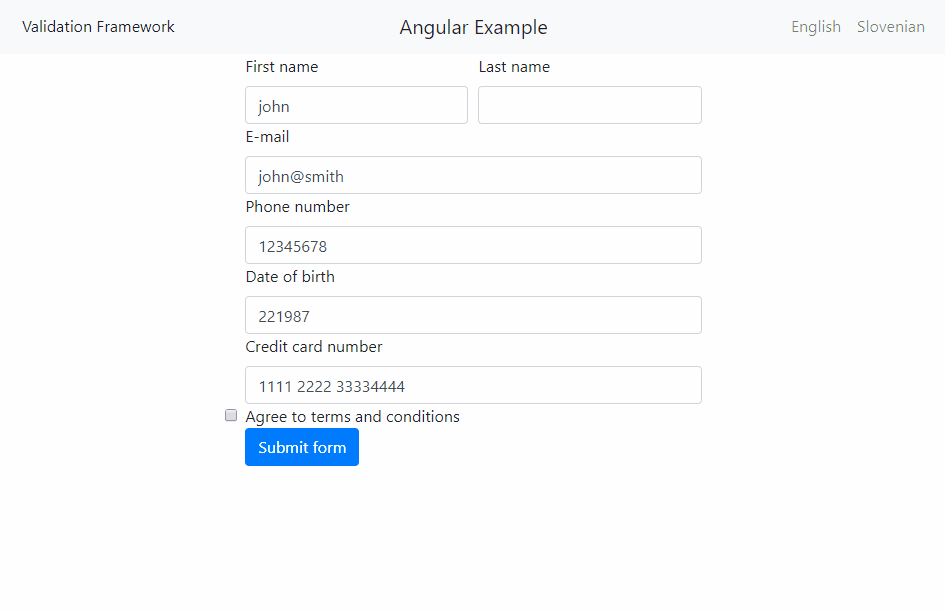 Validation Framework
Angular Example
English
Slovenian
First name
Last name
john
E-mail
john@smith
Phone number
12345678
Date of birth
221987
Credit card number
1111 2222 33334444
Agree to terms and conditions
Submit form